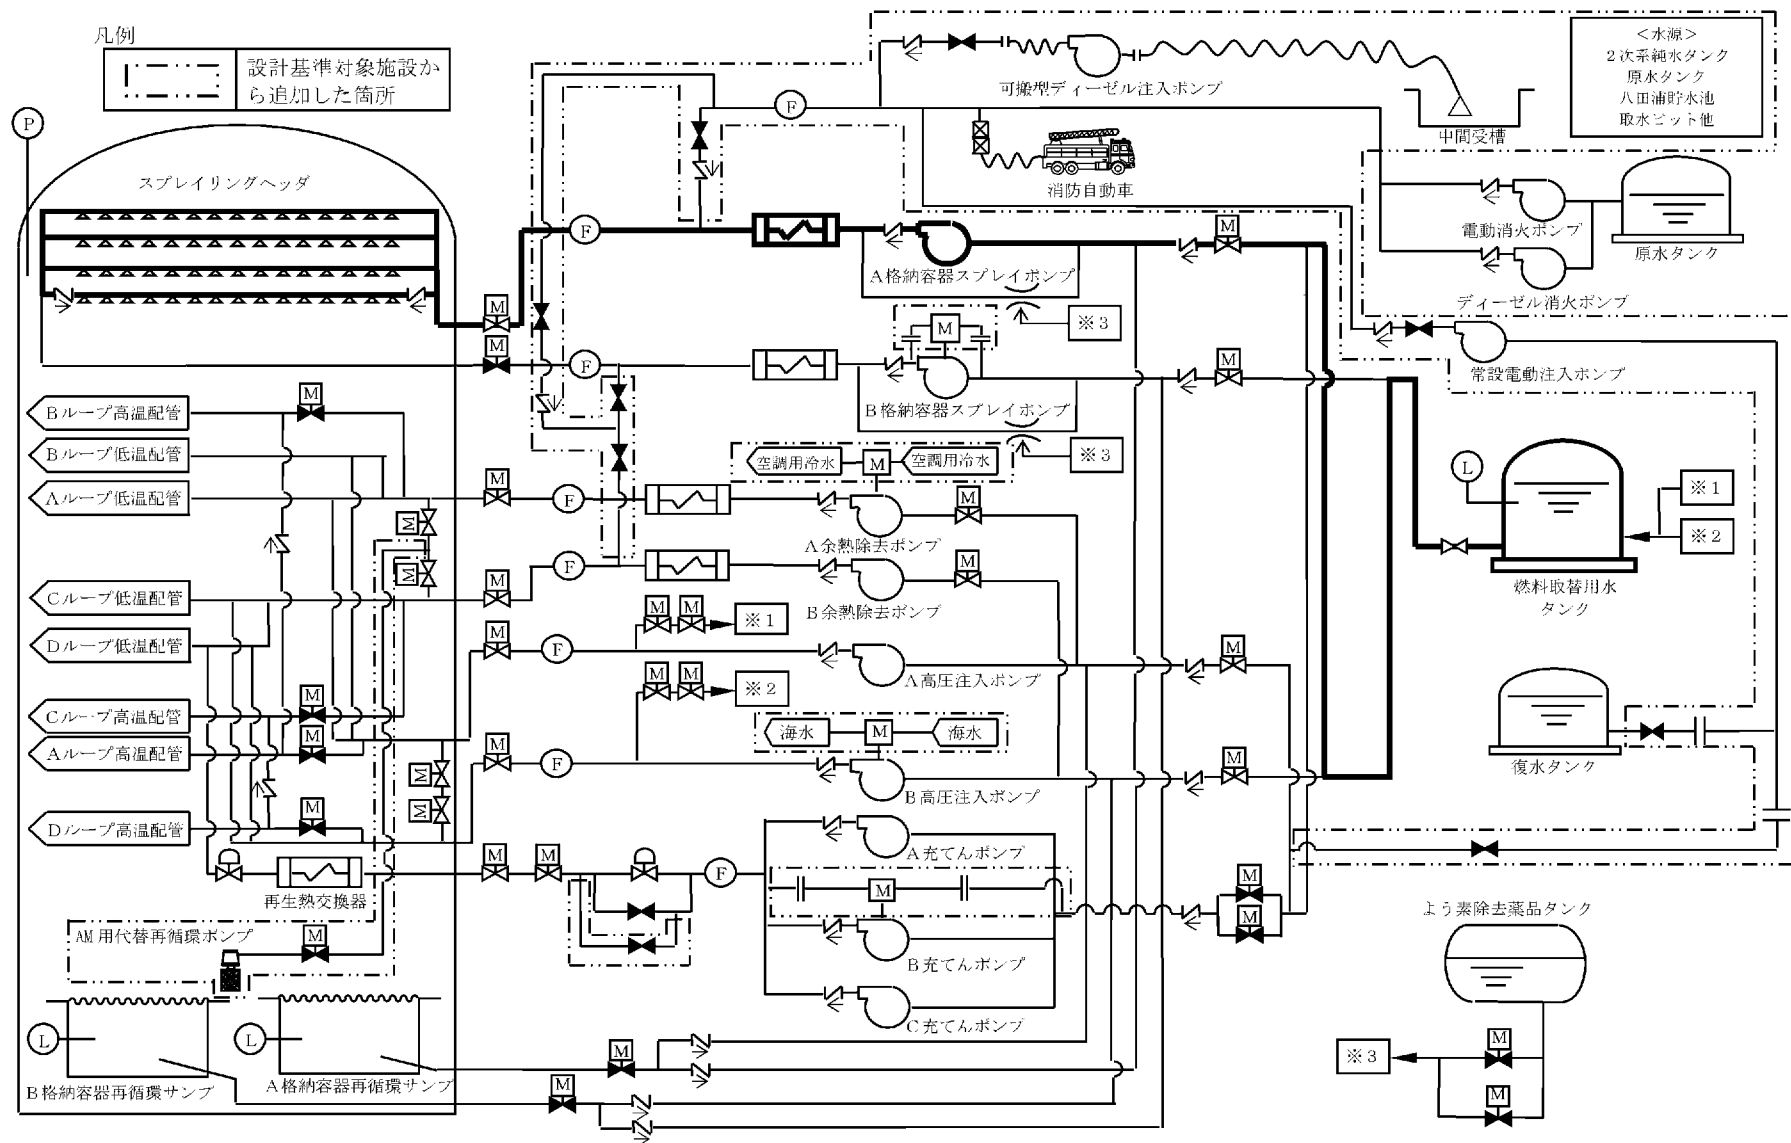 凡例
設計基準対象施設か
ら追加した箇所
P
スプレイリングヘッダ
F
可搬型ディーゼル注入ポンプ
消防自動車
中間受槽
<水源>
2次系純水タンク
原水タンク
八田浦貯水池
取水ピット他
電動消火ポンプ
原水タンク
ディーゼル消火ポンプ
常設電動注入ポンプ
M
F
M
A格納容器スプレイポンプ
※3
M
M
F
M
B格納容器スプレイポンプ
※3
Bループ高温配管
M
Bループ低温配管
空調用冷水
M
空調用冷水
Aループ低温配管
M
M
F
M
A余熱除去ポンプ
L
※1
※2
燃料取替用水
タンク
M
Cループ低温配管
M
F
M
B余熱除去ポンプ
M
M
※1
Dループ低温配管
M
F
M
A高圧注入ポンプ
M
M
※2
Cループ高温配管
M
海水
M
海水
Aループ高温配管
M
M
M
M
F
M
B高圧注入ポンプ
復水タンク
Dループ高温配管
M
A充てんポンプ
再生熱交換器
M
M
F
M
B充てんポンプ
C充てんポンプ
M
M
よう素除去薬品タンク
AM用代替再循環ポンプ
M
L
B格納容器再循環サンプ
L
A格納容器再循環サンプ
M
M
※3
M
M